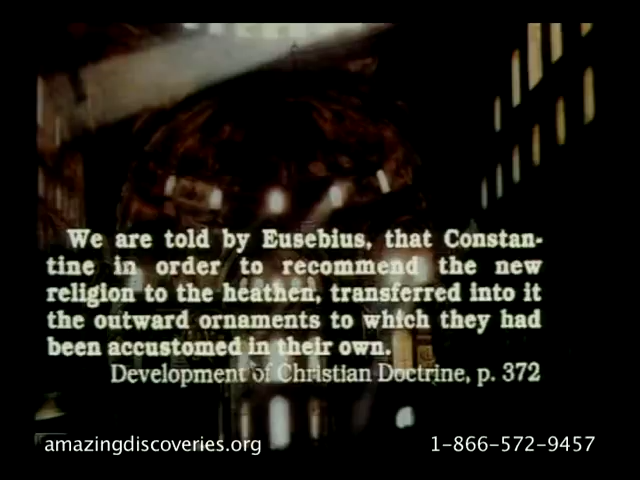 We are told by Eusebius, that Constan-
tine in order to recommend the new
religion to the heathen, transferred into it
the outward ornaments to which they had
been accustomed in their own.
Development of Christian Doctrine, p. 372
amazingdiscoveries.org
1-866-572-9457